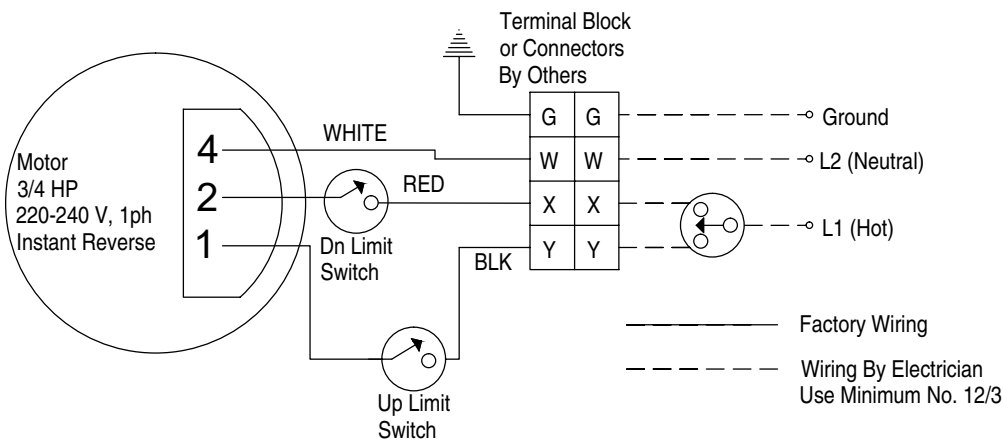 Terminal Block
or Connectors
By Others
G G
Ground
WHITE
4
W W
L2 (Neutral)
Motor
3/4 HP
220-240 V, 1ph
Instant Reverse
2
RED
X X
L1 (Hot)
1
Dn Limit
Switch
BLK
Y Y
Factory Wiring
Wiring By Electrician
Use Minimum No. 12/3
Up Limit
Switch